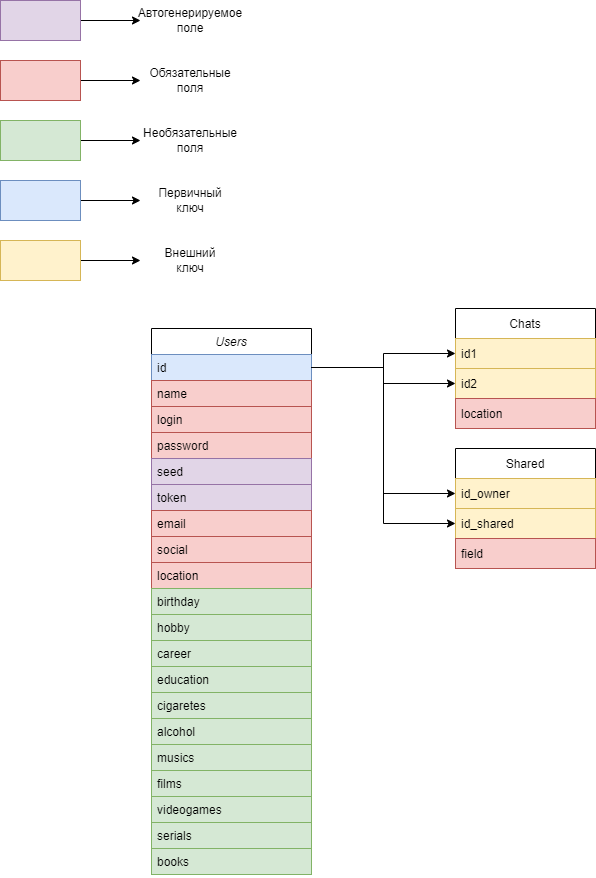 Автогенерируемое
поле
Обязательные
поля
Необязательные
поля
Первичный
ключ
Внешний
ключ
Users
id
name
login
password
seed
token
email
social
location
birthday
hobby
career
education
cigaretes
alcohol
musics
films
videogames
serials
books
Chats
id1
id2
location
Shared
id_owner
id_shared
field